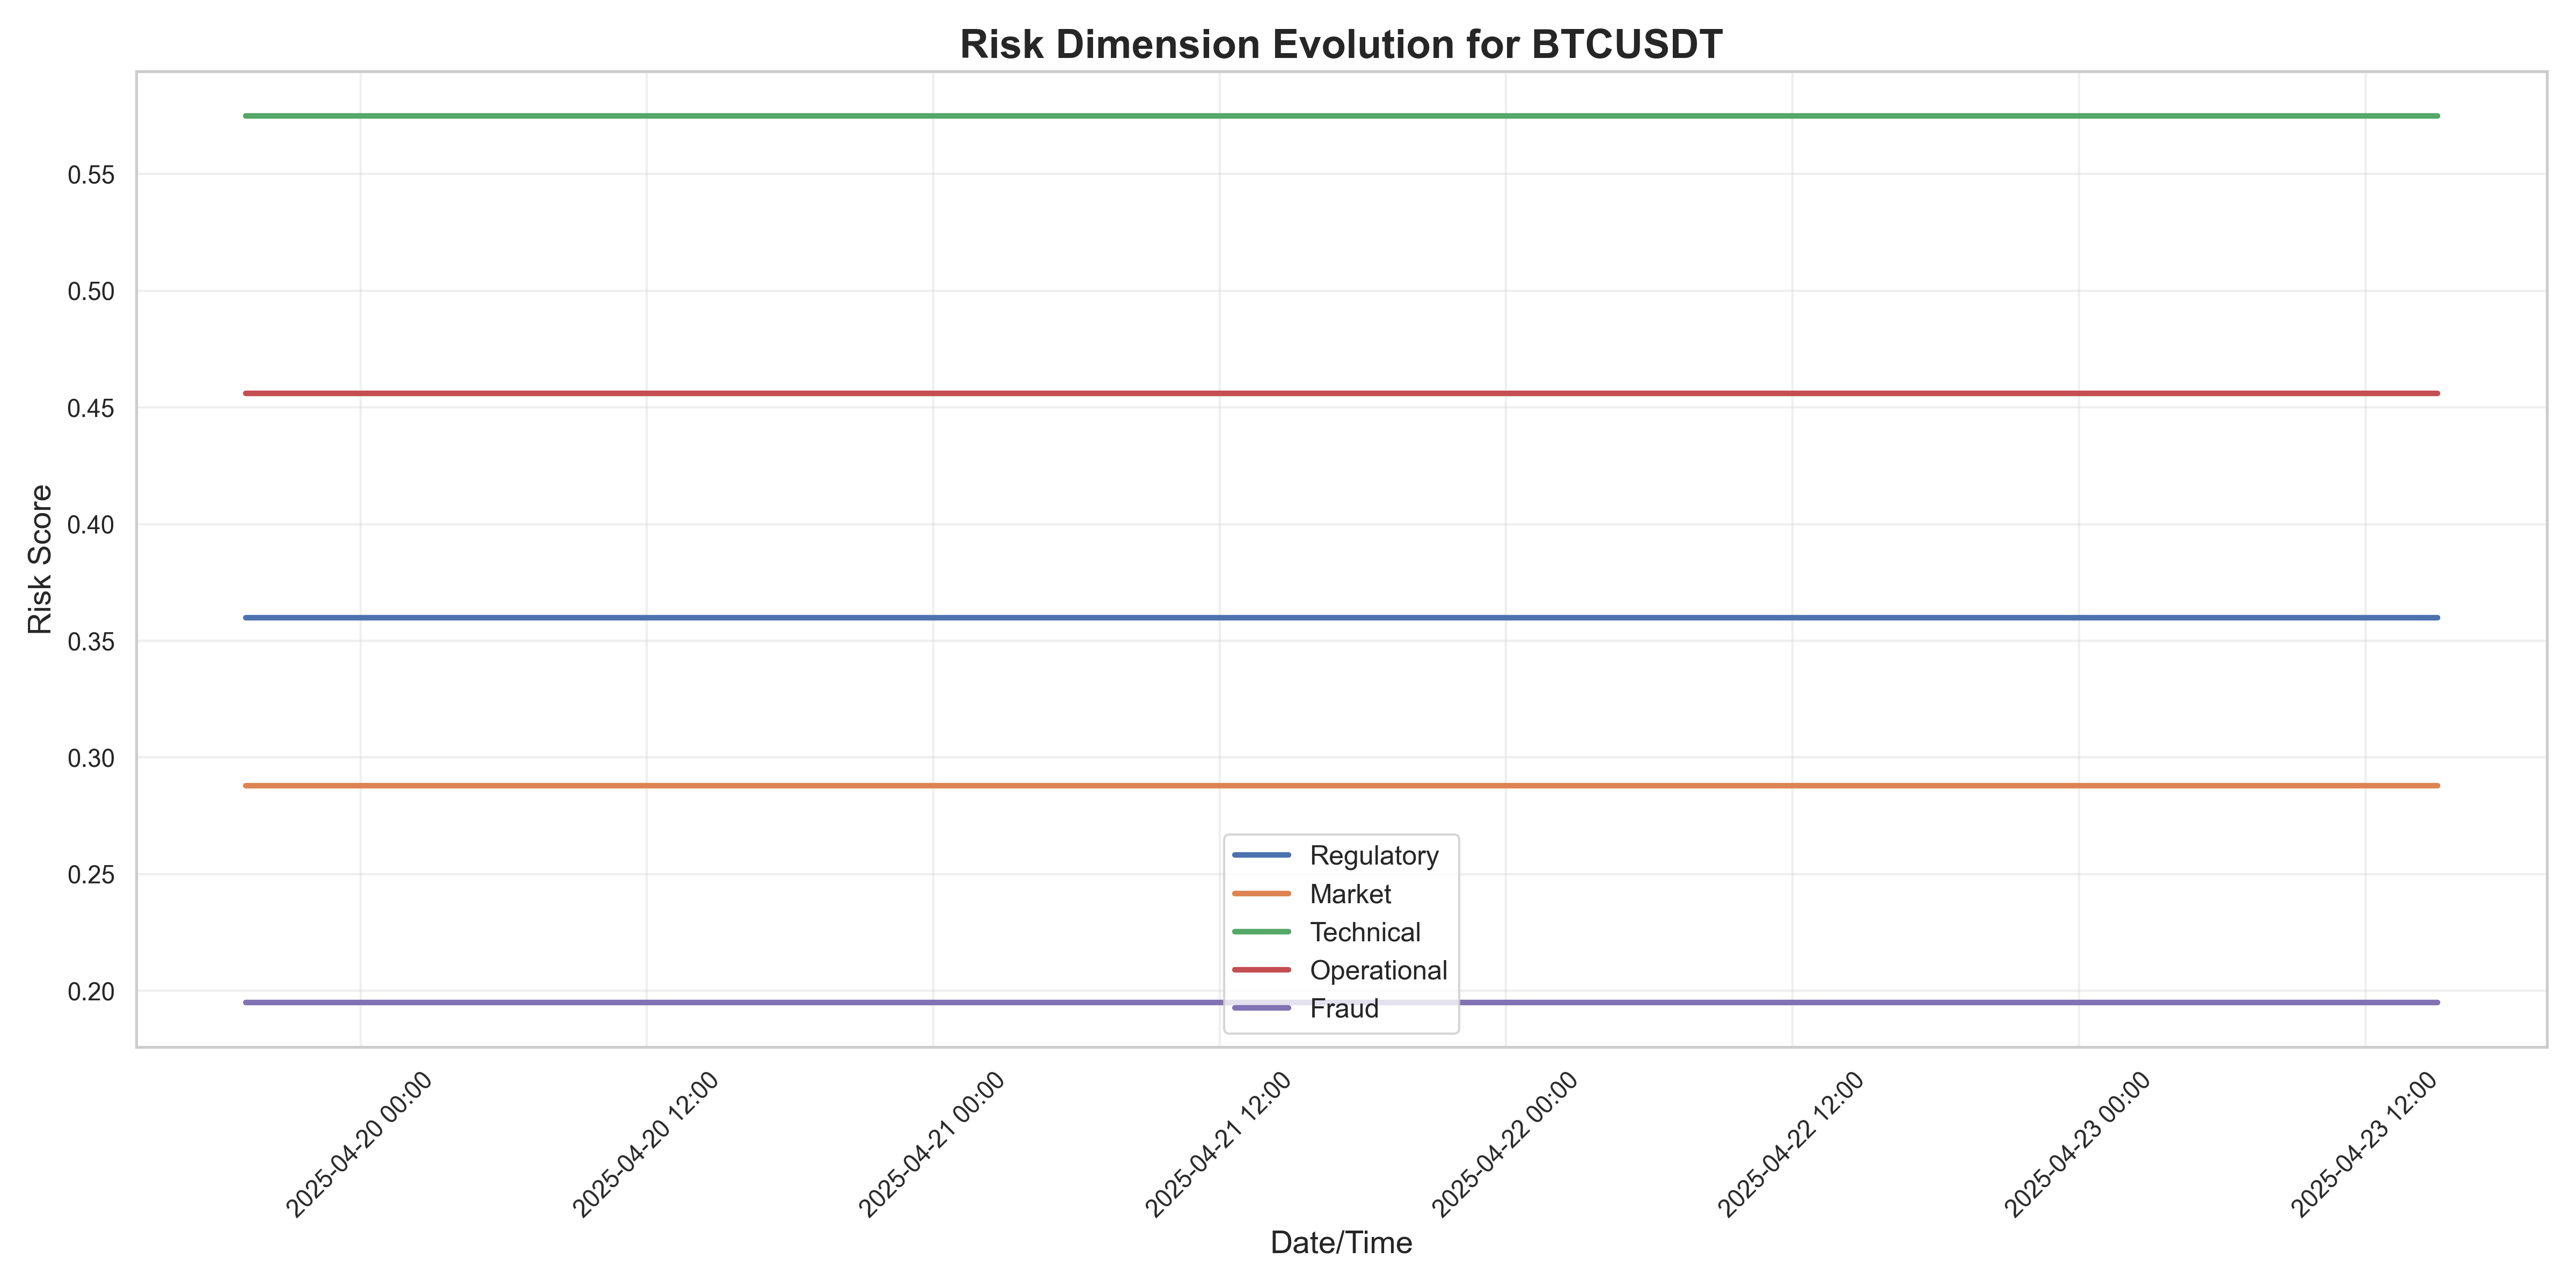 Risk Dimension Evolution for BTCUSDT
Risk Score
0.55
0.50
0.45
0.40
0.35
0.30
0.25
0.20
Regulatory
Market
Technical
Operational
Fraud
2025-04-20 00:00
2025-04-20 12:00
2025-04-21 00:00
2025-04-21 12:00
2025-04-22 00:00
2025-04-22 12:00
2025-04-23 00:00
2025-04-23 12:00
Date/Time